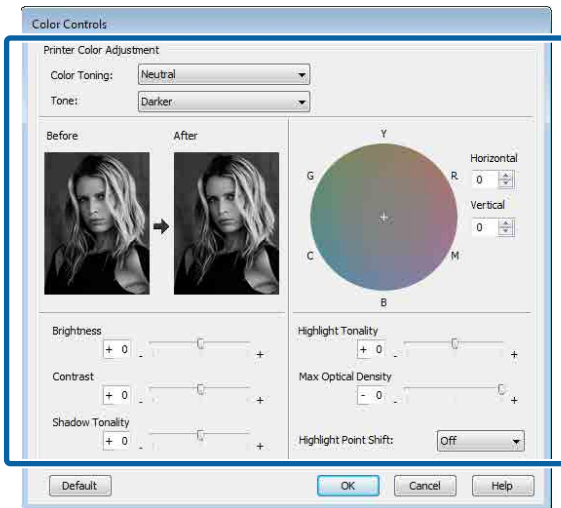 Color Controls
Printer Color Adjustment
Color Toning: Neutral
Tone: Darker
Before After
Y
G R
C M
B
Horizontal
0
Vertical
0
Brightness
+ 0 - +
Contrast
+ 0 - +
Shadow Tonality
+ 0 - +
Highlight Tonality
+ 0 - +
Max Optical Density
- 0 - +
Highlight Point Shift: Off
Default OK Cancel Help